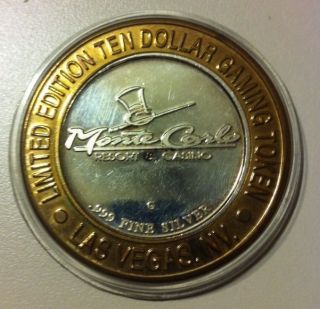 LIMITED EDITION TEN DOLLAR GAMING TOKEN
Monte Carlo
RESORT & CASINO
G
.999 FINE SILVER
LAS VEGAS, NV.